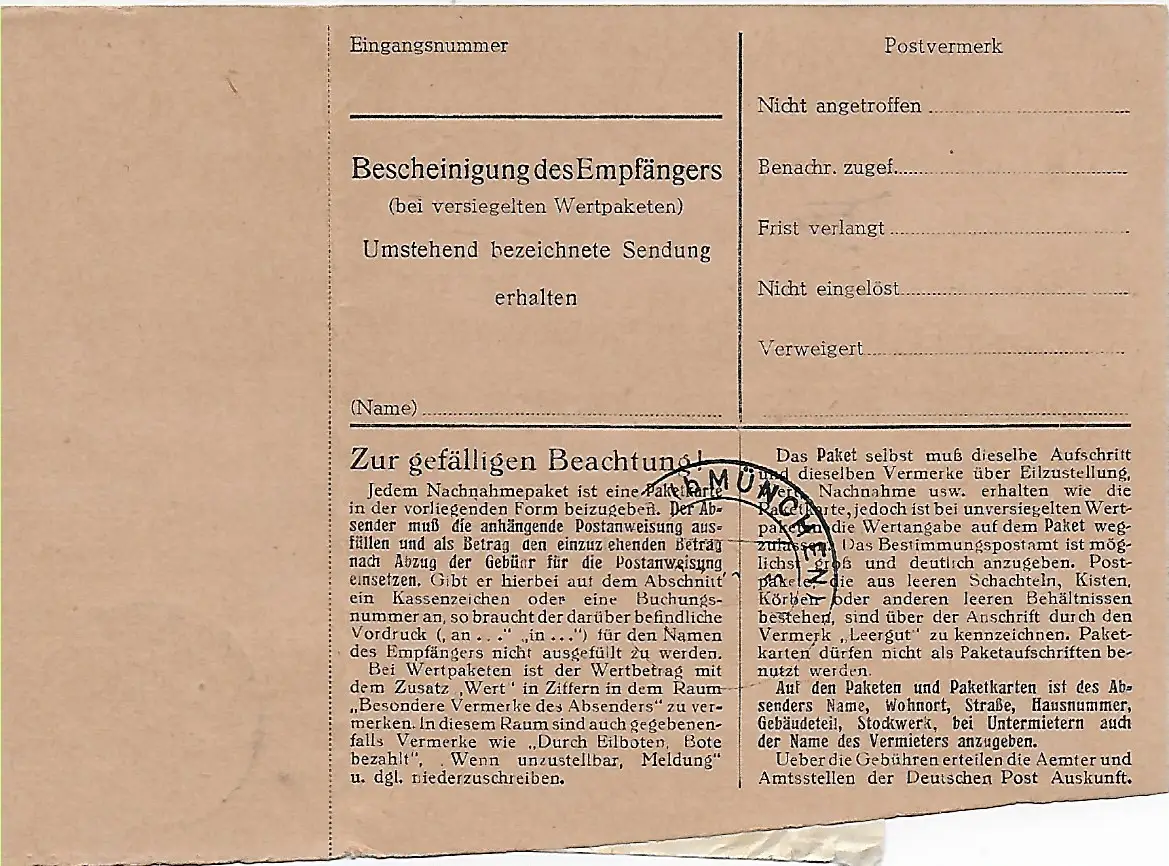 Eingangsnummer
Bescheinigung des Empfängers
(bei versiegelten Wertpaketen)
Umstehend bezeichnete Sendung
erhalten
(Name)
Postvermerk
Nicht angetroffen
Benachr. zugef.
Frist verlangt
Nicht eingelöst
Verweigert
Zur gefälligen Beachtung!
Jedem Nachnahmepaket ist eine Paketkarte
in der vorliegenden Form beizugeben. Der Ab-
sender muß die anhängende Postanweisung aus-
füllen und als Betrag den einzuz ehenden Betrag
nach Abzug der Gebühr für die Postanweisung
einsetzen. Gibt er hierbei auf dem Abschnitt
ein Kassenzeichen oder eine Buchungs-
nummer an, so braucht der darüber befindliche
Vordruck („an . . .“ „in . . .“) für den Namen
des Empfängers nicht ausgefüllt zu werden.
Bei Wertpaketen ist der Wertbetrag mit
dem Zusatz „Wert“ in Ziffern in dem Raum
„Besondere Vermerke des Absenders“ zu ver-
merken. In diesem Raum sind auch gegebenen-
falls Vermerke wie „Durch Eilboten, Bote
bezahlt“, „Wenn unzustellbar, Meldung“
u. dgl. niederzuschreiben.
Das Paket selbst muß dieselbe Aufschrift
und dieselben Vermerke über Eilzustellung,
Wert, Nachnahme usw. erhalten wie die
Paketkarte, jedoch ist bei unversiegelten Wert-
paketen die Wertangabe auf dem Paket weg-
zulassen. Das Bestimmungspostamt ist mög-
lichst groß und deutlich anzugeben. Post-
pakete, die aus leeren Schachteln, Kisten,
Körben oder anderen leeren Behältnissen
bestehen, sind über der Anschrift durch den
Vermerk „Leergut“ zu kennzeichnen. Paket-
karten dürfen nicht als Paketaufschriften be-
nutzt werden.
Auf den Paketen und Paketkarten ist des Ab-
senders Name, Wohnort, Straße, Hausnummer,
Gebäudeteil, Stockwerk, bei Untermietern auch
der Name des Vermieters anzugeben.
Ueber die Gebühren erteilen die Aemter und
Amtsstellen der Deutschen Post Auskunft.
MÜNCHEN